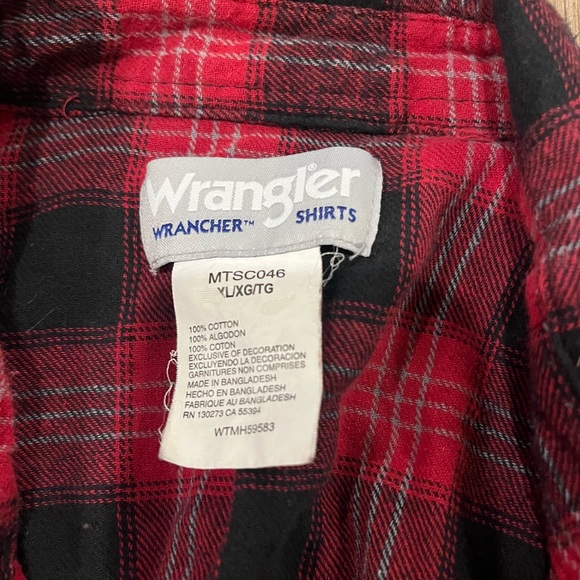 Wrangler®
WRANCHER™ SHIRTS
MTSC046
XL/XG/TG
100% COTTON
100% ALGODON
100% COTON
EXCLUSIVE OF DECORATION
EXCLUYENDO LA DECORACION
GARNITURES NON COMPRISES
MADE IN BANGLADESH
HECHO EN BANGLADESH
FABRIQUE AU BANGLADESH
RN 130273 CA 55394
WTMH59583